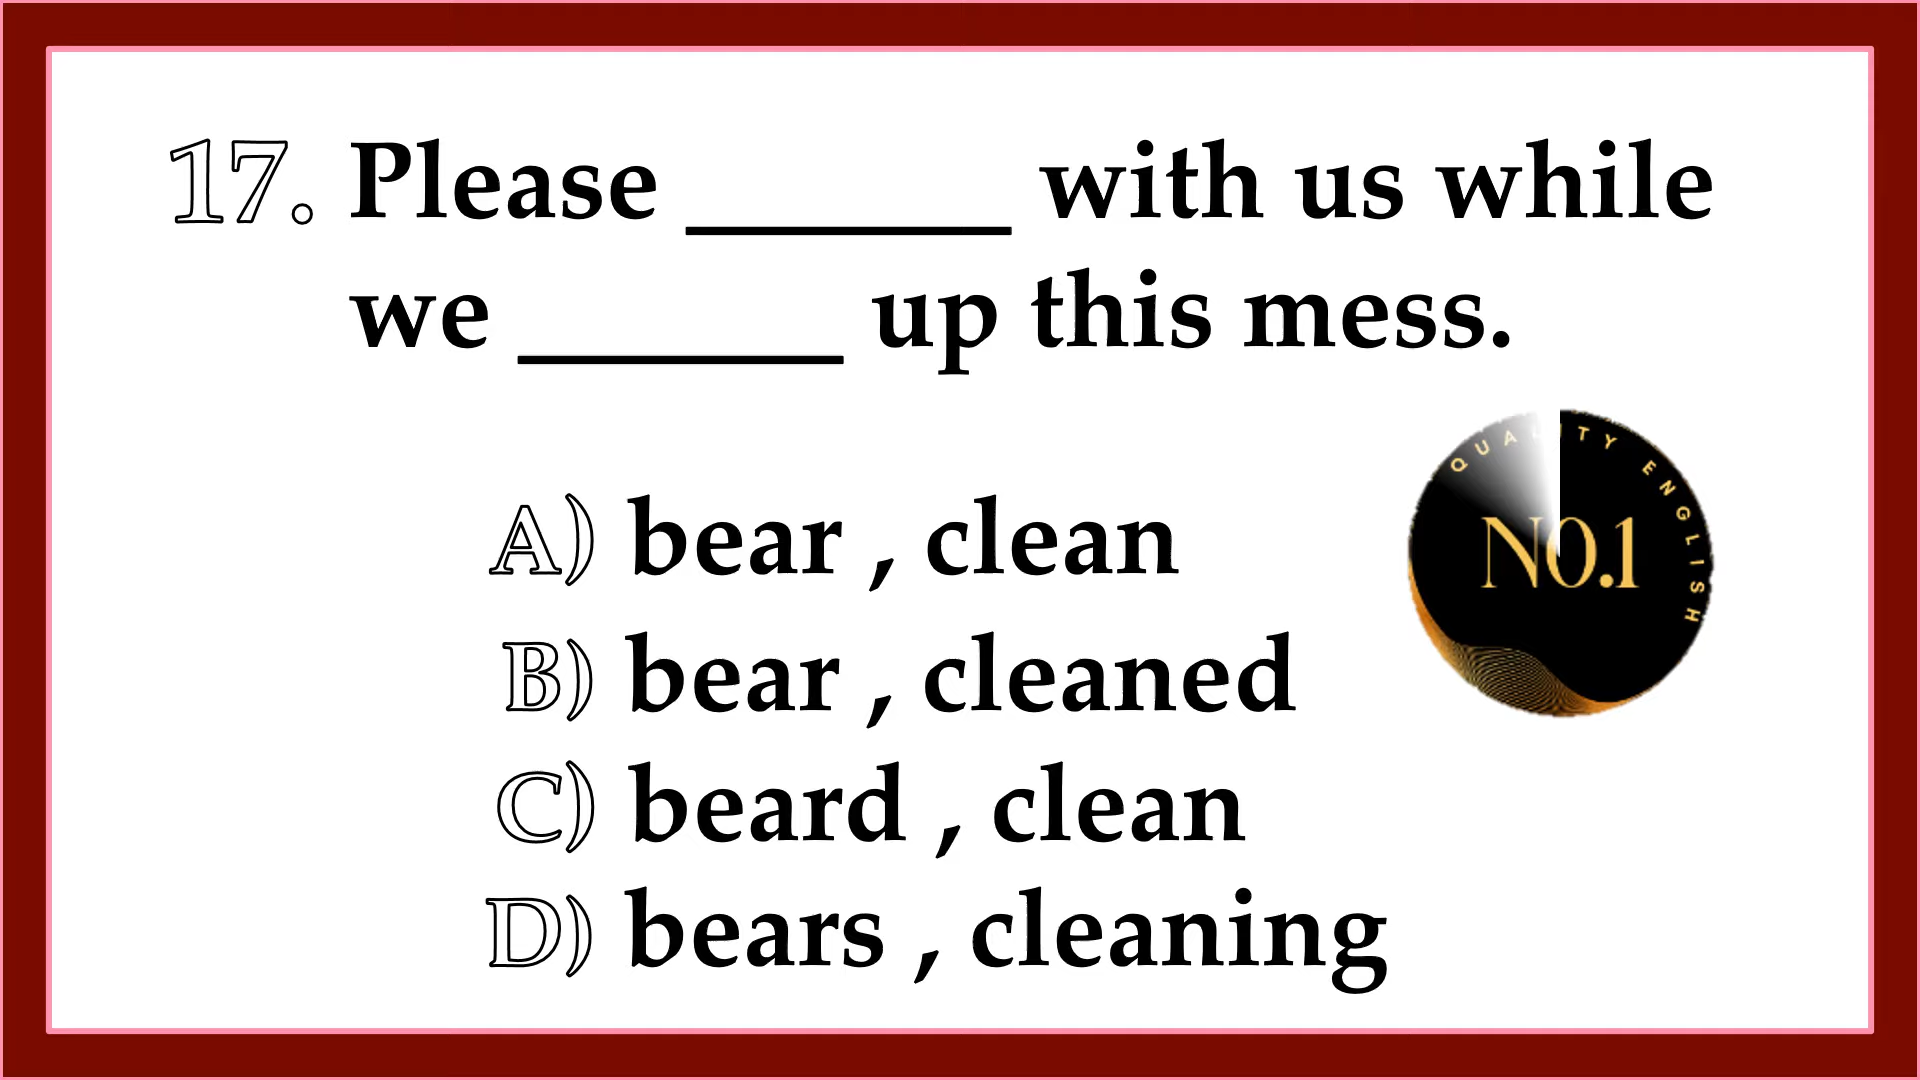 17. Please ______ with us while
we ______ up this mess.
A) bear , clean
B) bear , cleaned
C) beard , clean
D) bears , cleaning
QUALITY ENGLISH
NO.1